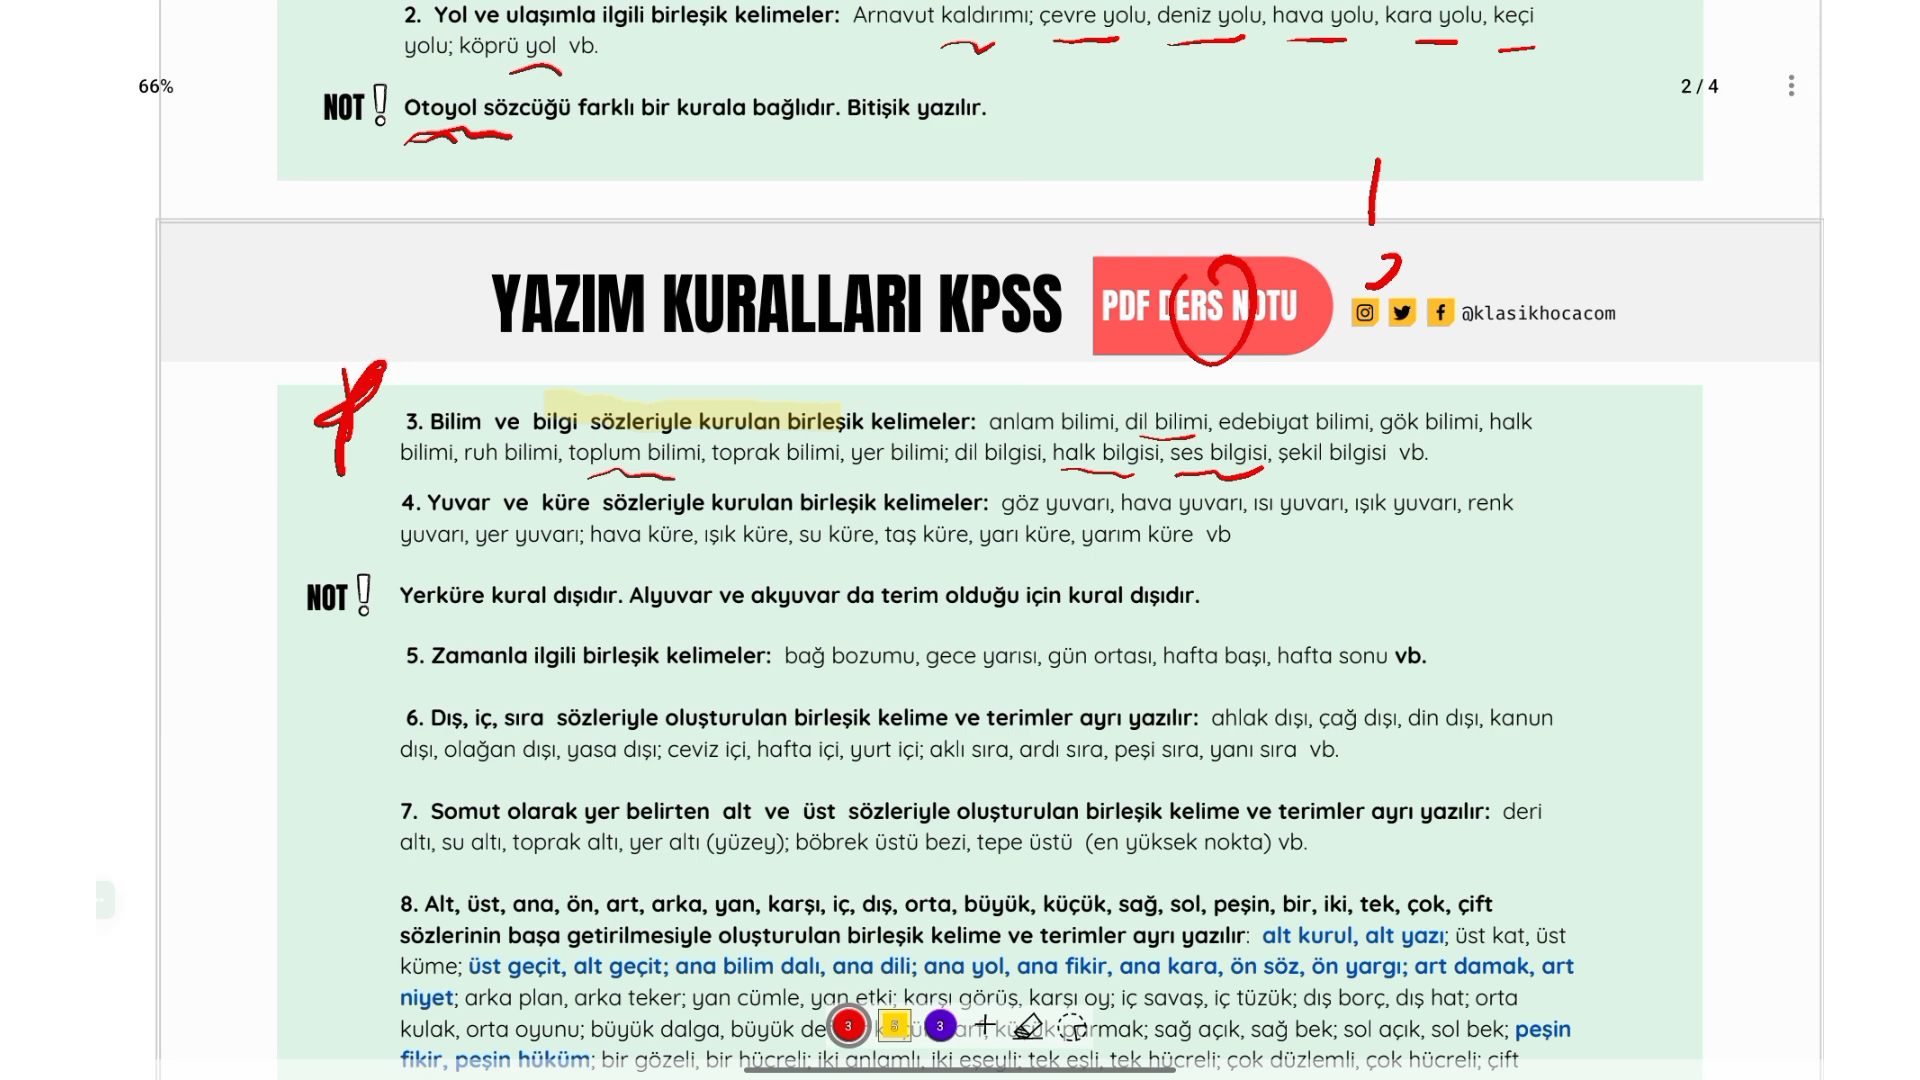 2. Yol ve ulaşımla ilgili birleşik kelimeler: Arnavut kaldırımı; çevre yolu, deniz yolu, hava yolu, kara yolu, keçi
yolu; köprü yol vb.
66%
2 / 4
NOT ! Otoyol sözcüğü farklı bir kurala bağlıdır. Bitişik yazılır.
YAZIM KURALLARI KPSS PDF DERS NOTU @klasikhocacom
3. Bilim ve bilgi sözleriyle kurulan birleşik kelimeler: anlam bilimi, dil bilimi, edebiyat bilimi, gök bilimi, halk
bilimi, ruh bilimi, toplum bilimi, toprak bilimi, yer bilimi; dil bilgisi, halk bilgisi, ses bilgisi, şekil bilgisi vb.
4. Yuvar ve küre sözleriyle kurulan birleşik kelimeler: göz yuvarı, hava yuvarı, ısı yuvarı, ışık yuvarı, renk
yuvarı, yer yuvarı; hava küre, ışık küre, su küre, taş küre, yarı küre, yarım küre vb
NOT ! Yerküre kural dışıdır. Alyuvar ve akyuvar da terim olduğu için kural dışıdır.
5. Zamanla ilgili birleşik kelimeler: bağ bozumu, gece yarısı, gün ortası, hafta başı, hafta sonu vb.
6. Dış, iç, sıra sözleriyle oluşturulan birleşik kelime ve terimler ayrı yazılır: ahlak dışı, çağ dışı, din dışı, kanun
dışı, olağan dışı, yasa dışı; ceviz içi, hafta içi, yurt içi; aklı sıra, ardı sıra, peşi sıra, yanı sıra vb.
7. Somut olarak yer belirten alt ve üst sözleriyle oluşturulan birleşik kelime ve terimler ayrı yazılır: deri
altı, su altı, toprak altı, yer altı (yüzey); böbrek üstü bezi, tepe üstü (en yüksek nokta) vb.
8. Alt, üst, ana, ön, art, arka, yan, karşı, iç, dış, orta, büyük, küçük, sağ, sol, peşin, bir, iki, tek, çok, çift
sözlerinin başa getirilmesiyle oluşturulan birleşik kelime ve terimler ayrı yazılır: alt kurul, alt yazı; üst kat, üst
küme; üst geçit, alt geçit; ana bilim dalı, ana dili; ana yol, ana fikir, ana kara, ön söz, ön yargı; art damak, art
niyet; arka plan, arka teker; yan cümle, yan etki; karşı görüş, karşı oy; iç savaş, iç tüzük; dış borç, dış hat; orta
kulak, orta oyunu; büyük dalga, büyük parmak; sağ açık, sağ bek; sol açık, sol bek; peşin
fikir, peşin hüküm; bir gözeli, bir hücreli; iki anlamlı, iki eşeyli; tek eşli, tek hücreli; çok düzlemli, çok hücreli; çift
3 5 3